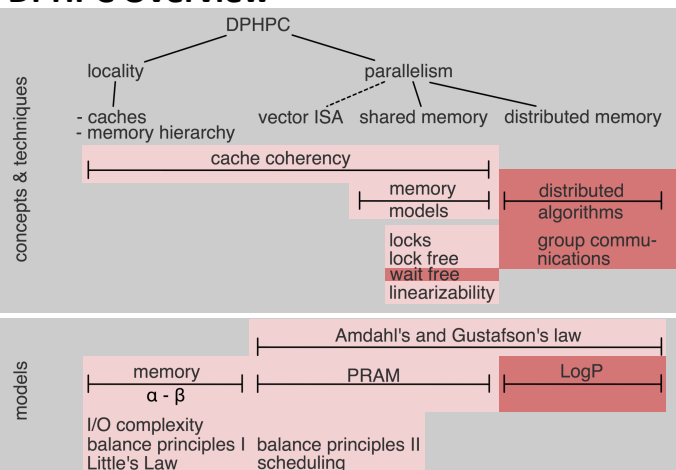 DPHPC Overview
DPHPC
locality
parallelism
- caches
- memory hierarchy
vector ISA
shared memory
distributed memory
concepts & techniques
cache coherency
memory
models
distributed
algorithms
locks
lock free
wait free
linearizability
group commu-
nications
models
Amdahl's and Gustafson's law
memory
α - β
PRAM
LogP
I/O complexity
balance principles I
Little's Law
balance principles II
scheduling